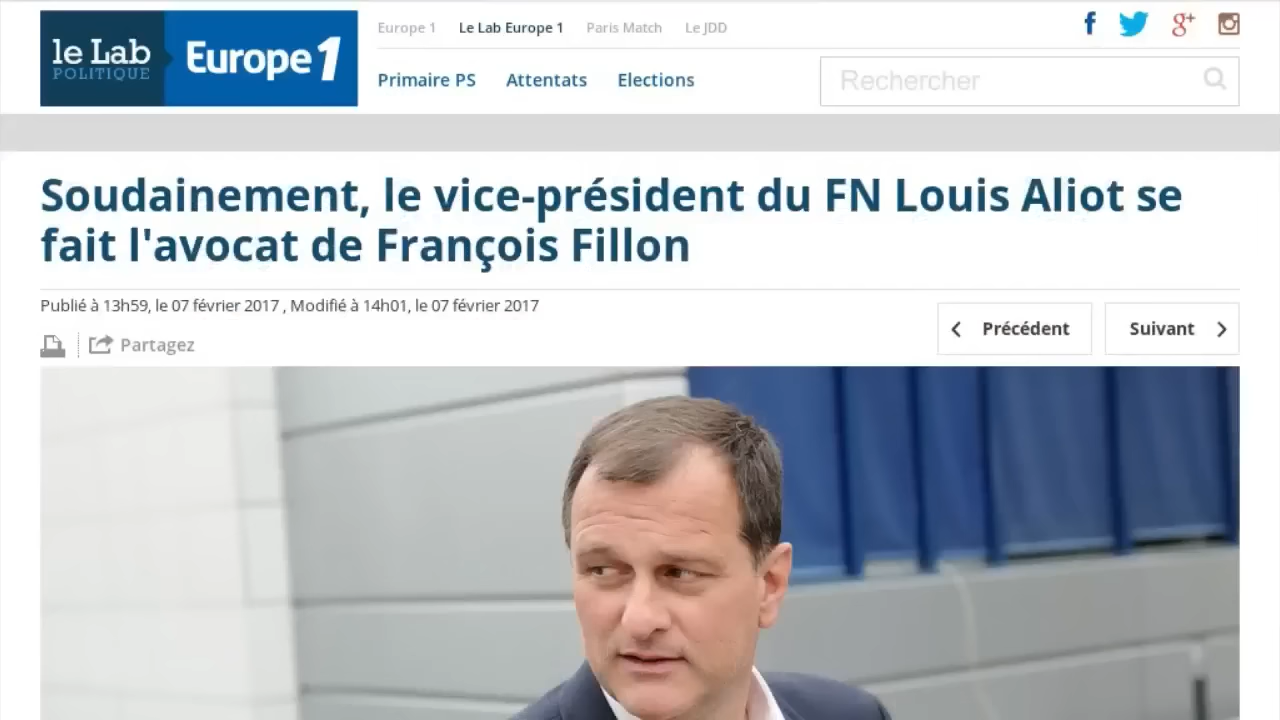 le Lab
POLITIQUE
Europe 1
Europe 1 Le Lab Europe 1 Paris Match Le JDD
Primaire PS Attentats Elections
Rechercher
Soudainement, le vice-président du FN Louis Aliot se
fait l'avocat de François Fillon
Publié à 13h59, le 07 février 2017 , Modifié à 14h01, le 07 février 2017
Précédent Suivant
Partagez